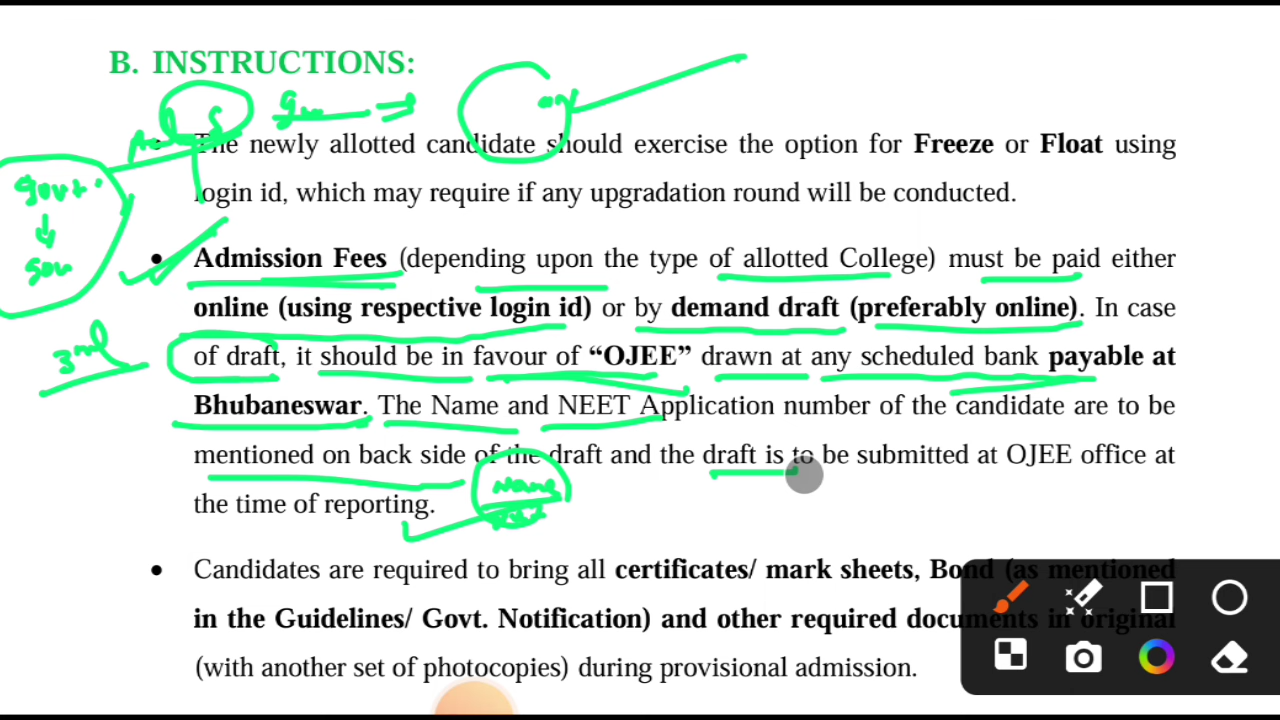 B. INSTRUCTIONS:
• The newly allotted candidate should exercise the option for Freeze or Float using
login id, which may require if any upgradation round will be conducted.
govt
• Admission Fees (depending upon the type of allotted College) must be paid either
online (using respective login id) or by demand draft (preferably online). In case
of draft, it should be in favour of “OJEE” drawn at any scheduled bank payable at
Bhubaneswar. The Name and NEET Application number of the candidate are to be
mentioned on back side of the draft and the draft is to be submitted at OJEE office at
Name
the time of reporting.
• Candidates are required to bring all certificates/ mark sheets, Bond (as mentioned
in the Guidelines/ Govt. Notification) and other required documents in original
(with another set of photocopies) during provisional admission.